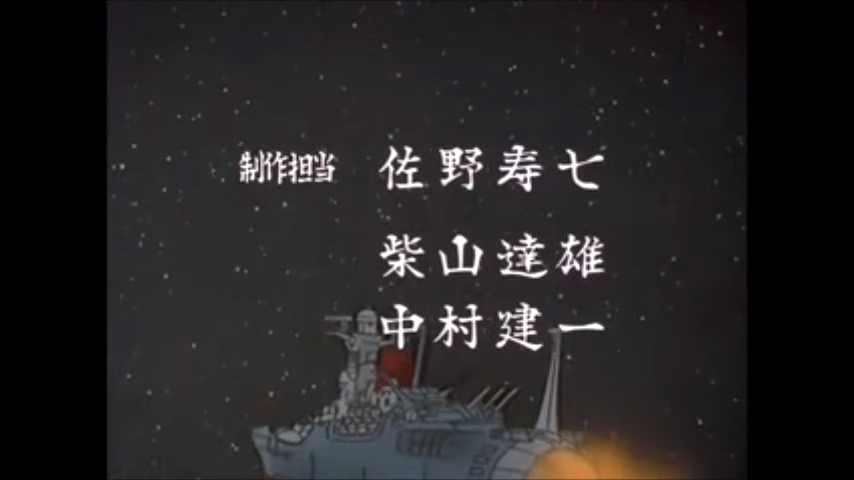 制作担当 佐野寿七
柴山達雄
中村建一